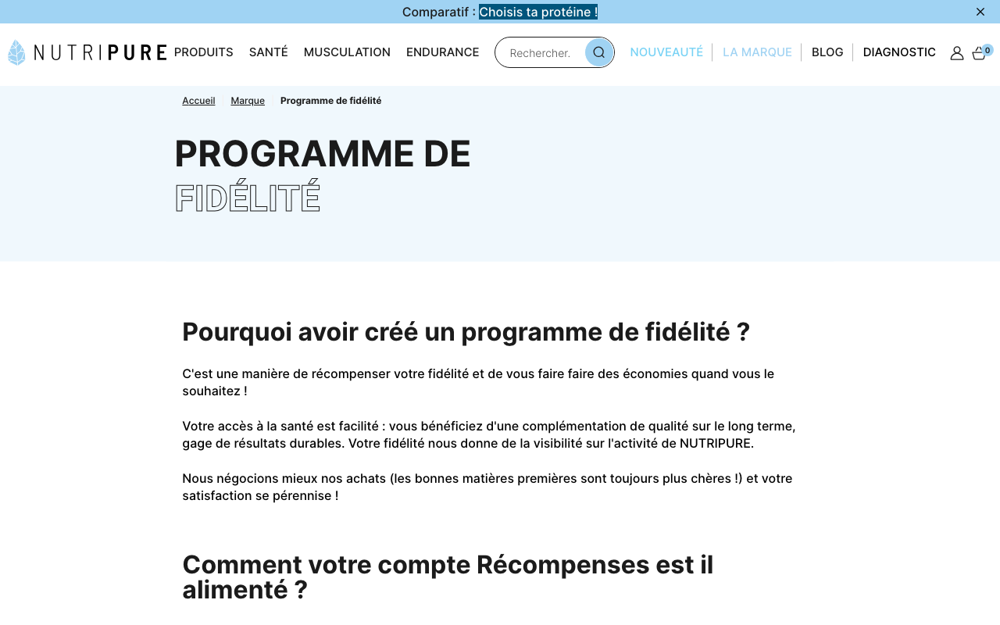 Comparatif : Choisis ta protéine !
NUTRIPURE
PRODUITS SANTÉ MUSCULATION ENDURANCE Rechercher. NOUVEAUTÉ LA MARQUE BLOG DIAGNOSTIC 0
Accueil Marque Programme de fidélité
PROGRAMME DE
FIDÉLITÉ
Pourquoi avoir créé un programme de fidélité ?
C'est une manière de récompenser votre fidélité et de vous faire faire des économies quand vous le
souhaitez !
Votre accès à la santé est facilité : vous bénéficiez d'une complémentation de qualité sur le long terme,
gage de résultats durables. Votre fidélité nous donne de la visibilité sur l'activité de NUTRIPURE.
Nous négocions mieux nos achats (les bonnes matières premières sont toujours plus chères !) et votre
satisfaction se pérennise !
Comment votre compte Récompenses est il
alimenté ?